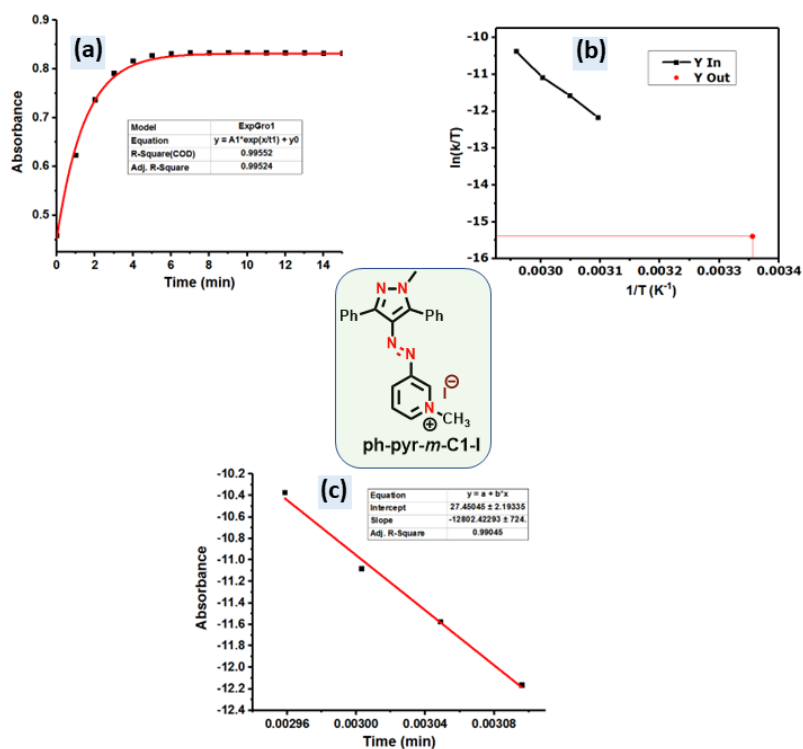 (a)
Absorbance
0.9
0.8
0.7
0.6
0.5
Model ExpGro1
Equation y = A1*exp(x/t1) + y0
R-Square(COD) 0.99552
Adj. R-Square 0.99524
0 2 4 6 8 10 12 14
Time (min)
(b)
ln(k/T)
-10
-11
-12
-13
-14
-15
-16
Y In
Y Out
0.0030 0.0031 0.0032 0.0033 0.0034
1/T (K-1)
N N
Ph Ph
N
N
I ⊖
N
⊕ CH3
ph-pyr-m-C1-I
(c)
Absorbance
-10.2
-10.4
-10.6
-10.8
-11.0
-11.2
-11.4
-11.6
-11.8
-12.0
-12.2
-12.4
Equation y = a + b*x
Intercept 27.45045 ± 2.19335
Slope -12802.42293 ± 724.
Adj. R-Square 0.99045
0.00296 0.00300 0.00304 0.00308
Time (min)